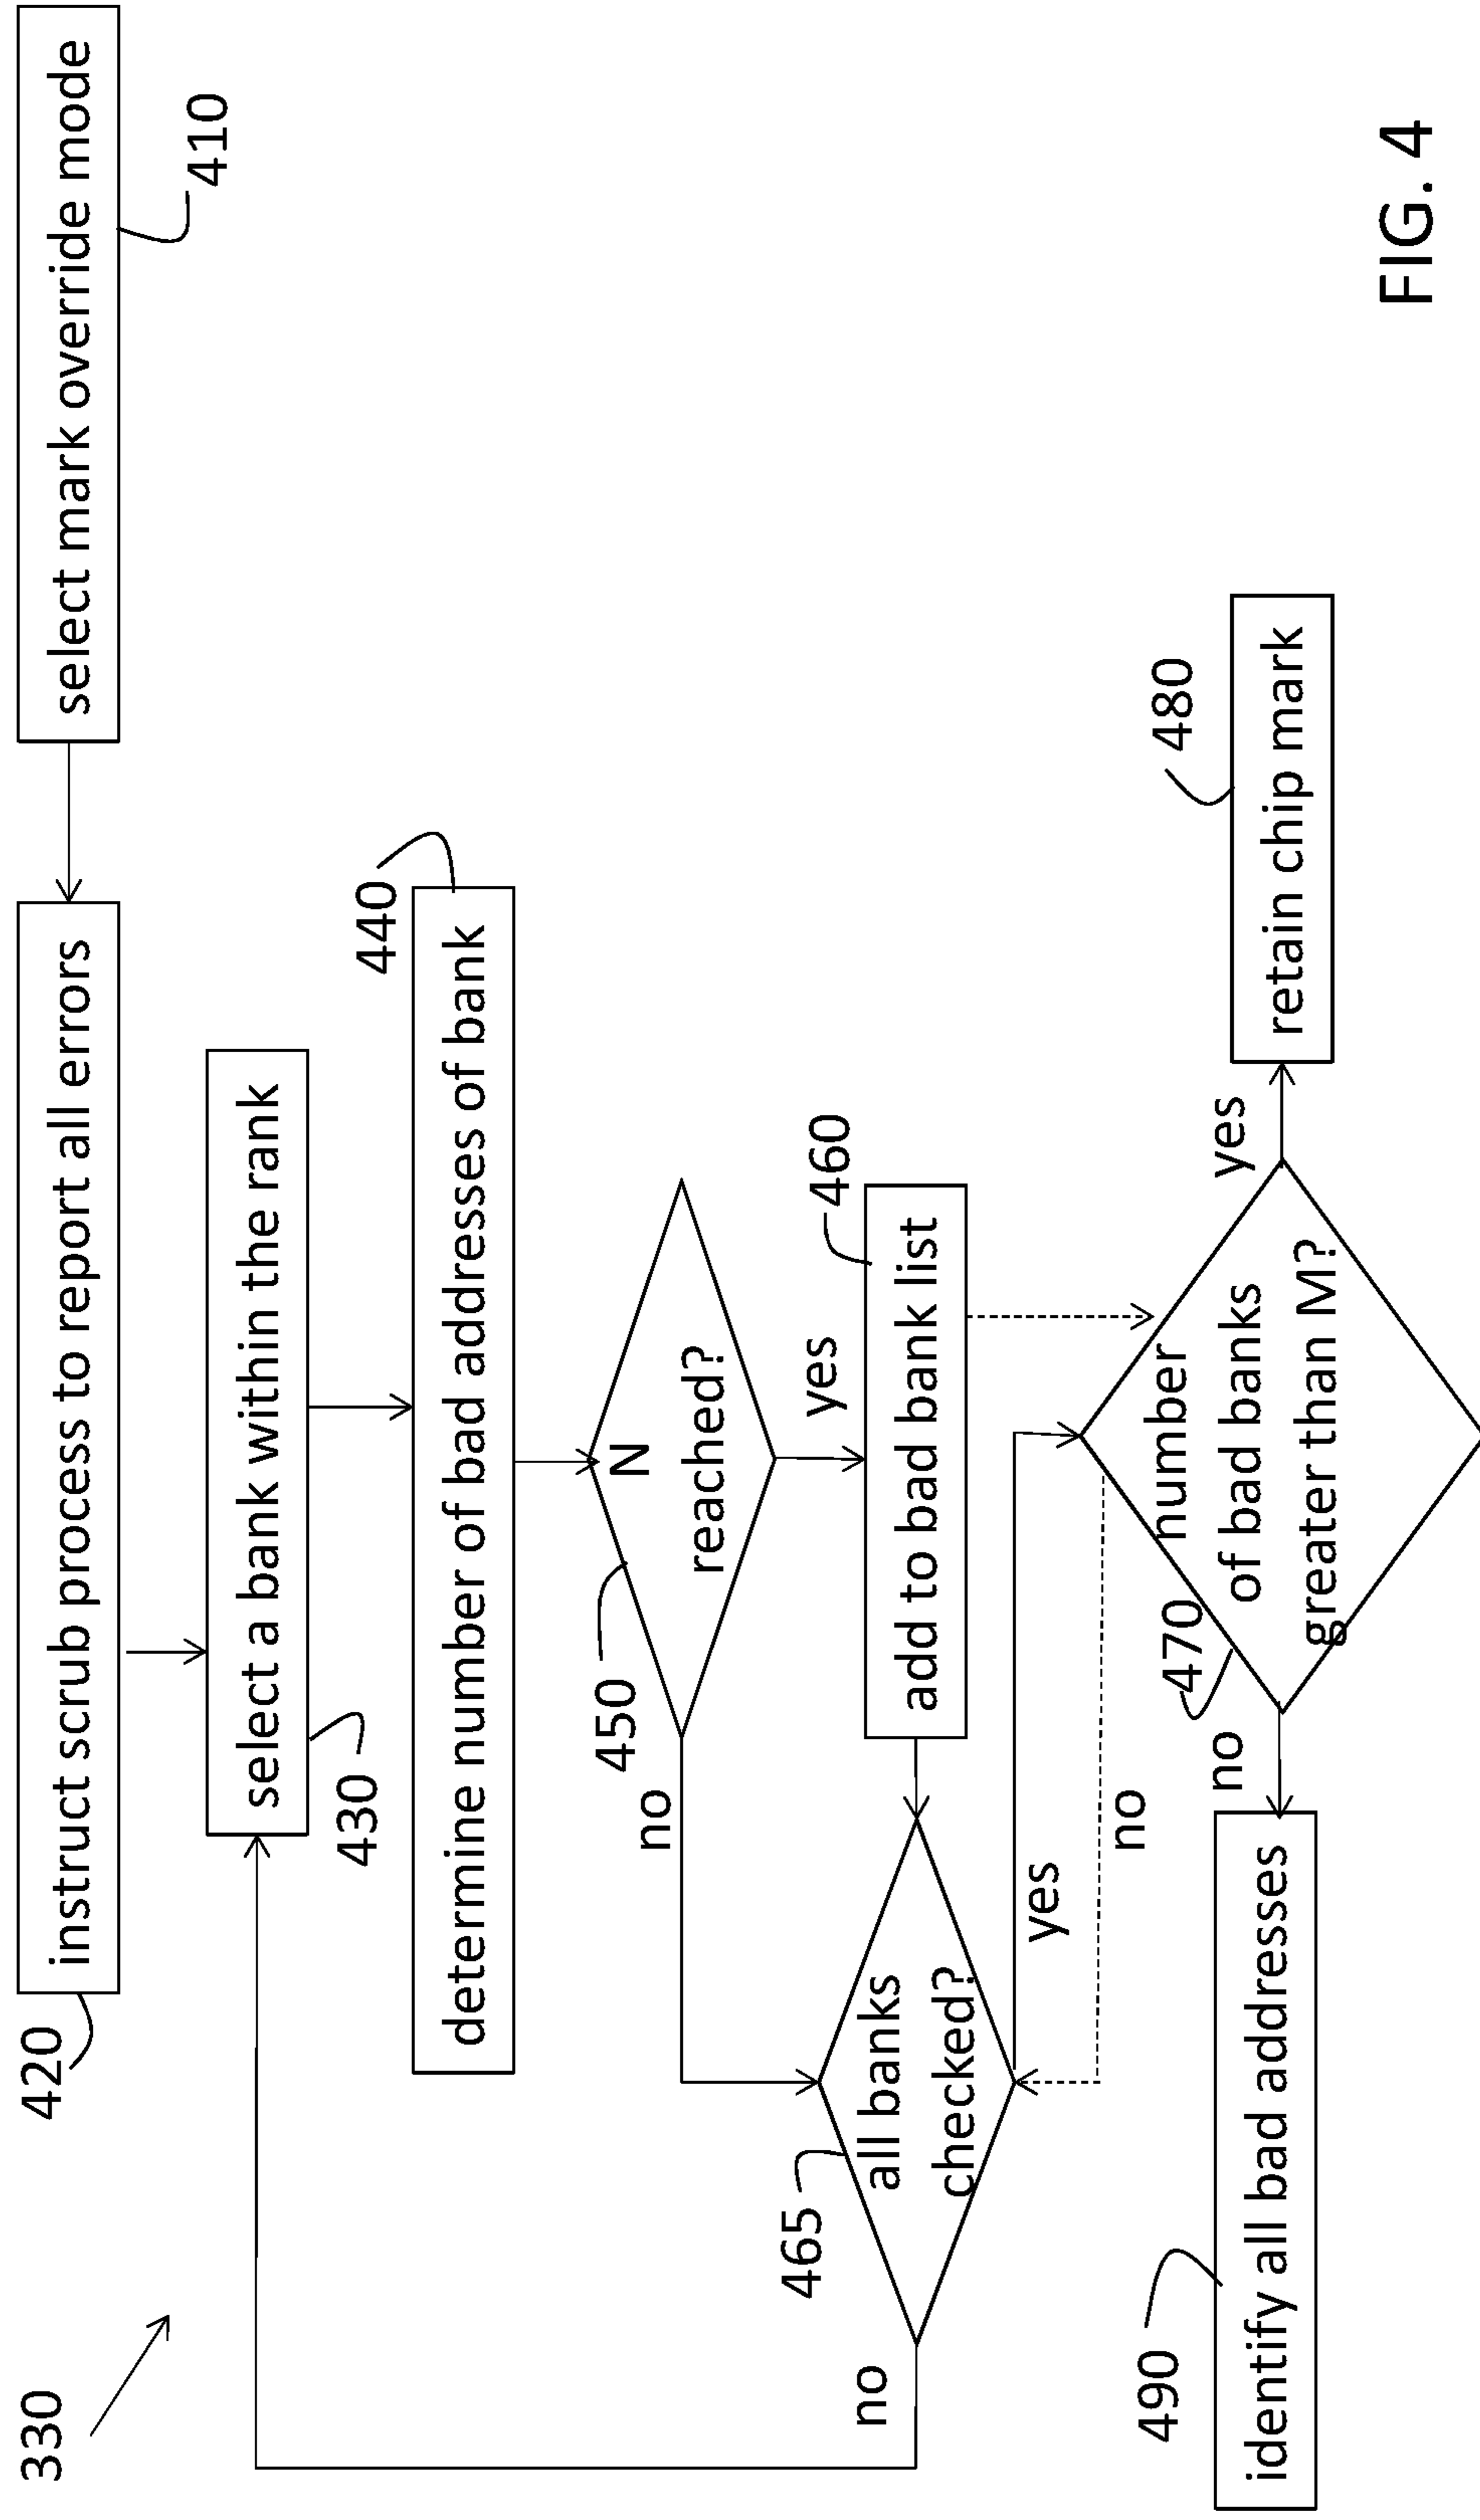 330
420
instruct scrub process to report all errors
select mark override mode
410
select a bank within the rank
430
440
determine number of bad addresses of bank
450
N
reached?
no
yes
460
add to bad bank list
465
all banks
checked?
no
yes
no
470
number
of bad banks
greater than M?
no
yes
480
retain chip mark
490
identify all bad addresses
FIG. 4